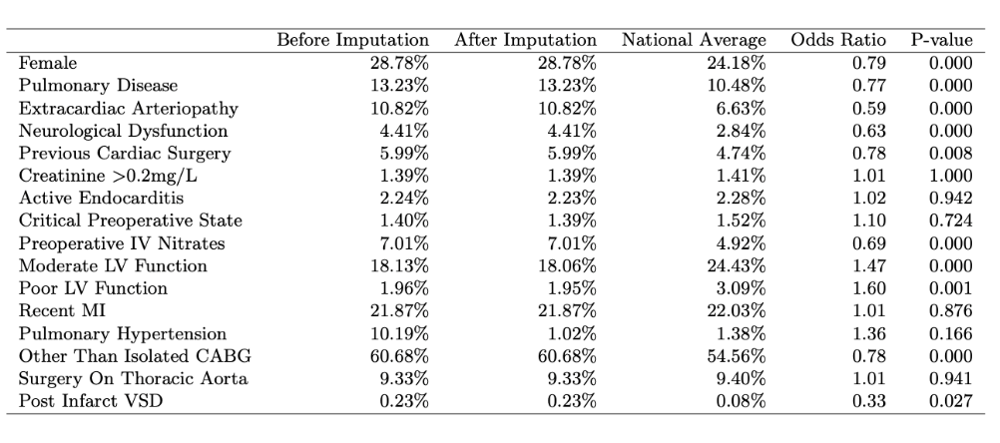 Before Imputation After Imputation National Average Odds Ratio P-value
Female 28.78% 28.78% 24.18% 0.79 0.000
Pulmonary Disease 13.23% 13.23% 10.48% 0.77 0.000
Extracardiac Arteriopathy 10.82% 10.82% 6.63% 0.59 0.000
Neurological Dysfunction 4.41% 4.41% 2.84% 0.63 0.000
Previous Cardiac Surgery 5.99% 5.99% 4.74% 0.78 0.008
Creatinine >0.2mg/L 1.39% 1.39% 1.41% 1.01 1.000
Active Endocarditis 2.24% 2.23% 2.28% 1.02 0.942
Critical Preoperative State 1.40% 1.39% 1.52% 1.10 0.724
Preoperative IV Nitrates 7.01% 7.01% 4.92% 0.69 0.000
Moderate LV Function 18.13% 18.06% 24.43% 1.47 0.000
Poor LV Function 1.96% 1.95% 3.09% 1.60 0.001
Recent MI 21.87% 21.87% 22.03% 1.01 0.876
Pulmonary Hypertension 10.19% 1.02% 1.38% 1.36 0.166
Other Than Isolated CABG 60.68% 60.68% 54.56% 0.78 0.000
Surgery On Thoracic Aorta 9.33% 9.33% 9.40% 1.01 0.941
Post Infarct VSD 0.23% 0.23% 0.08% 0.33 0.027